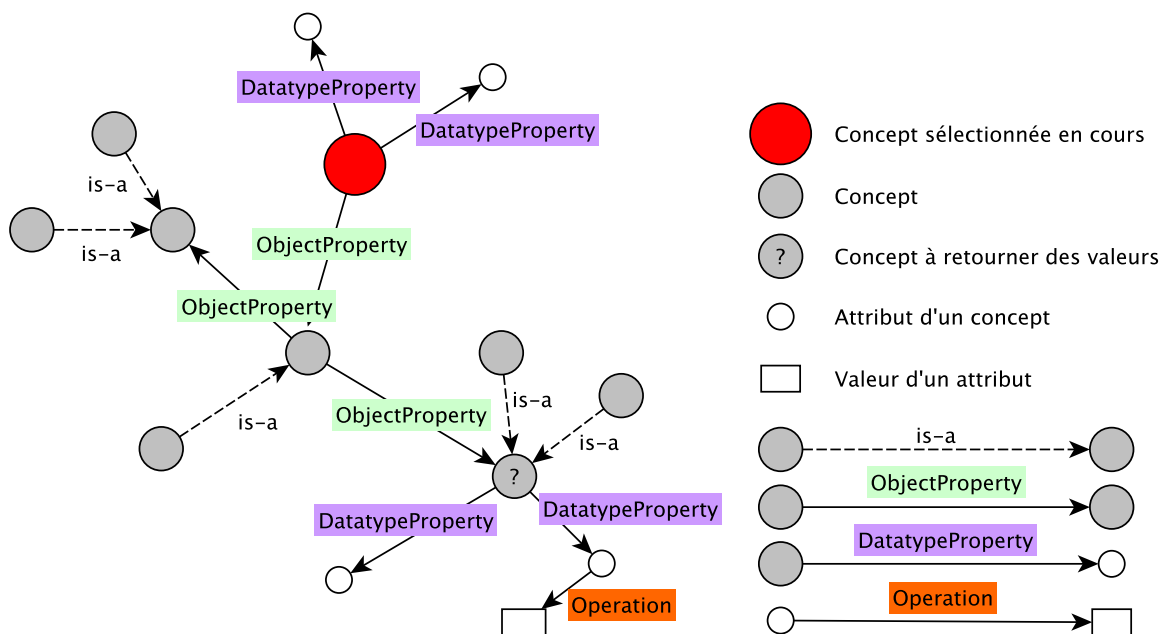 DatatypeProperty
DatatypeProperty
is-a
is-a
ObjectProperty
ObjectProperty
is-a
ObjectProperty
is-a
is-a
?
DatatypeProperty
DatatypeProperty
Operation
Concept sélectionnée en cours
Concept
? Concept à retourner des valeurs
Attribut d'un concept
Valeur d'un attribut
is-a
ObjectProperty
DatatypeProperty
Operation